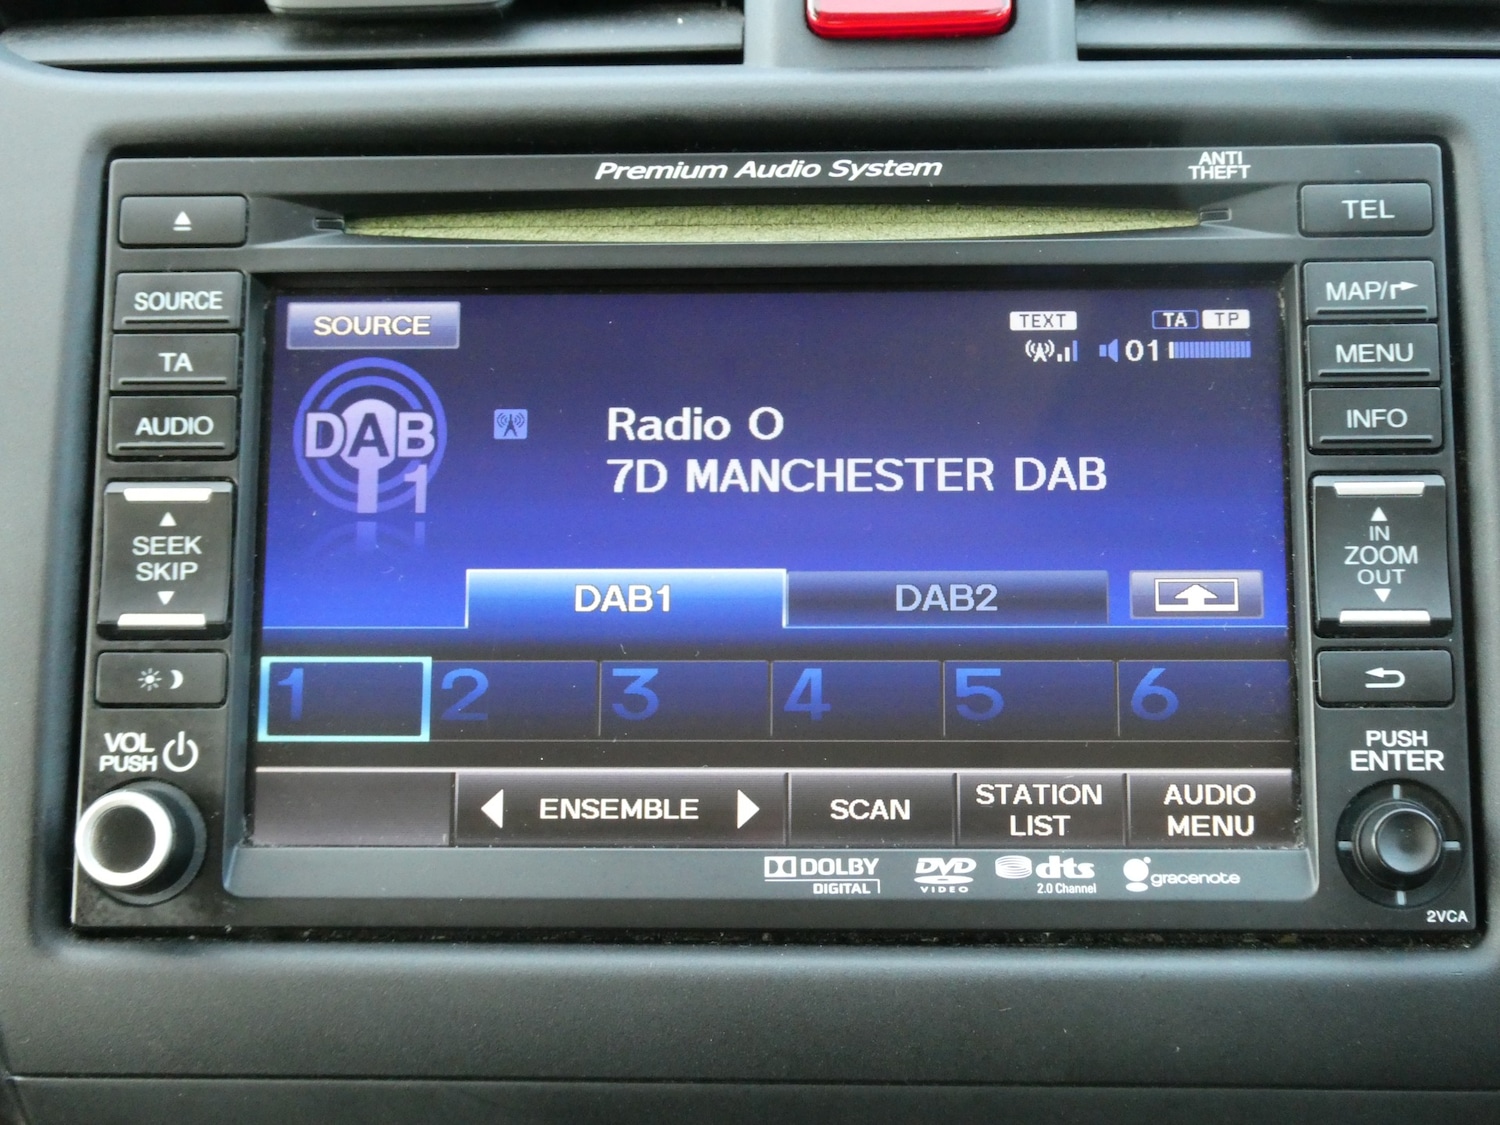 Premium Audio System
ANTI
THEFT
TEL
SOURCE
SOURCE
TEXT
TA TP
MAP/
01
TA
MENU
DAB
1
Radio O
AUDIO
INFO
7D MANCHESTER DAB
SEEK
SKIP
IN
ZOOM
OUT
DAB1
DAB2
1 2 3 4 5 6
VOL
PUSH
PUSH
ENTER
ENSEMBLE
SCAN
STATION
LIST
AUDIO
MENU
DOLBY
DIGITAL
DVD
VIDEO
dts
2.0 Channel
gracenote
2VCA